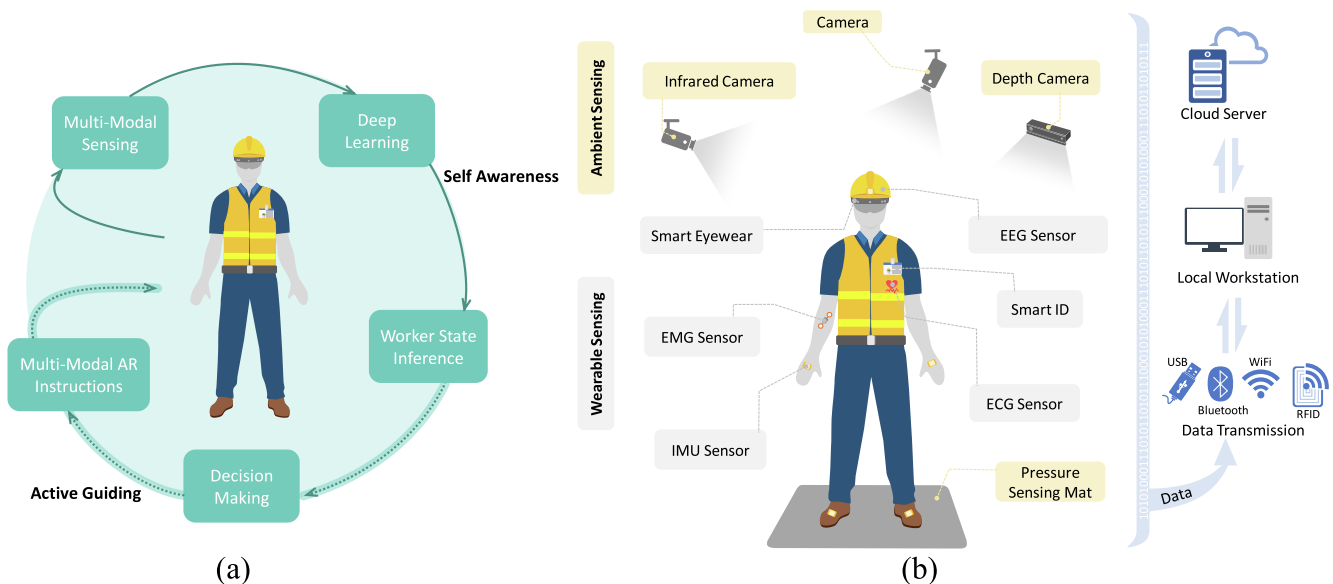 Multi-Modal
Sensing
Deep
Learning
Self Awareness
Worker State
Inference
Decision
Making
Active Guiding
Multi-Modal AR
Instructions
(a)
Ambient Sensing
Wearable Sensing
Camera
Infrared Camera
Depth Camera
Smart Eyewear
EEG Sensor
Smart ID
EMG Sensor
ECG Sensor
IMU Sensor
Pressure
Sensing Mat
(b)
Data
Cloud Server
Local Workstation
USB
Bluetooth
WiFi
RFID
Data Transmission